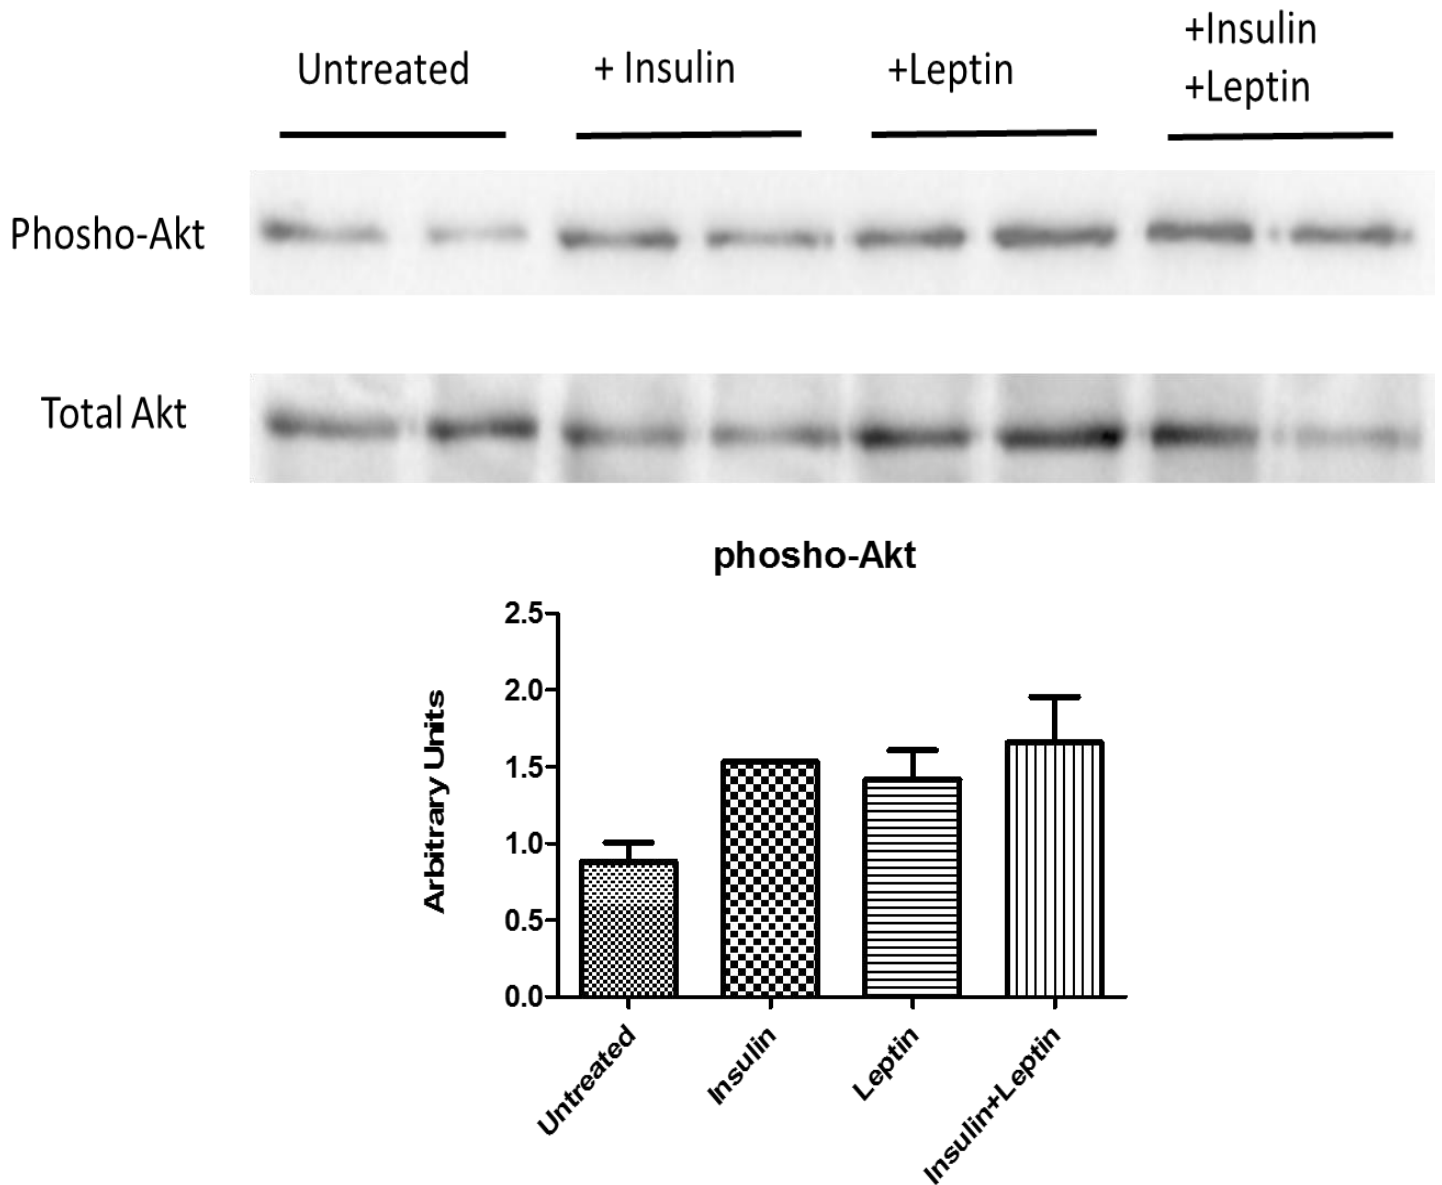 Untreated
+ Insulin
+Leptin
+Insulin
+Leptin
Phosho-Akt
Total Akt
phosho-Akt
Arbitrary Units
2.5
2.0
1.5
1.0
0.5
0.0
Untreated
Insulin
Leptin
Insulin+Leptin